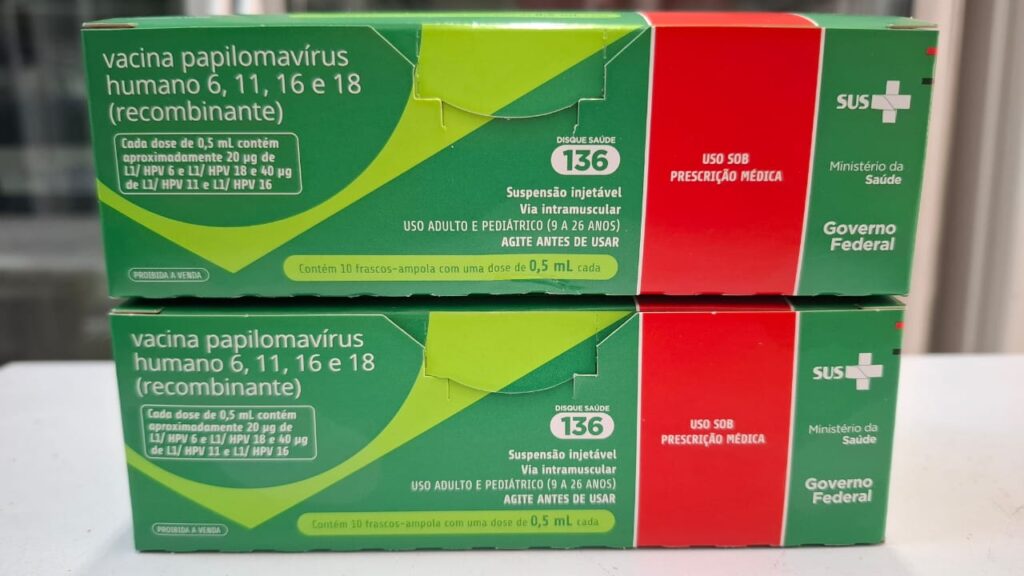 vacina papilomavírus
humano 6, 11, 16 e 18
(recombinante)
Cada dose de 0,5 mL contém
aproximadamente 20 µg de
L1/ HPV 6 e L1/ HPV 18 e 40 µg
de L1/ HPV 11 e L1/ HPV 16
PROIBIDA A VENDA
DISQUE SAÚDE
136
Suspensão injetável
Via intramuscular
USO ADULTO E PEDIÁTRICO (9 A 26 ANOS)
AGITE ANTES DE USAR
Contém 10 frascos-ampola com uma dose de 0,5 mL cada
USO SOB
PRESCRIÇÃO MÉDICA
SUS
Ministério da
Saúde
Governo
Federal
vacina papilomavírus
humano 6, 11, 16 e 18
(recombinante)
Cada dose de 0,5 mL contém
aproximadamente 20 µg de
L1/ HPV 6 e L1/ HPV 18 e 40 µg
de L1/ HPV 11 e L1/ HPV 16
PROIBIDA A VENDA
DISQUE SAÚDE
136
Suspensão injetável
Via intramuscular
USO ADULTO E PEDIÁTRICO (9 A 26 ANOS)
AGITE ANTES DE USAR
Contém 10 frascos-ampola com uma dose de 0,5 mL cada
USO SOB
PRESCRIÇÃO MÉDICA
SUS
Ministério da
Saúde
Governo
Federal